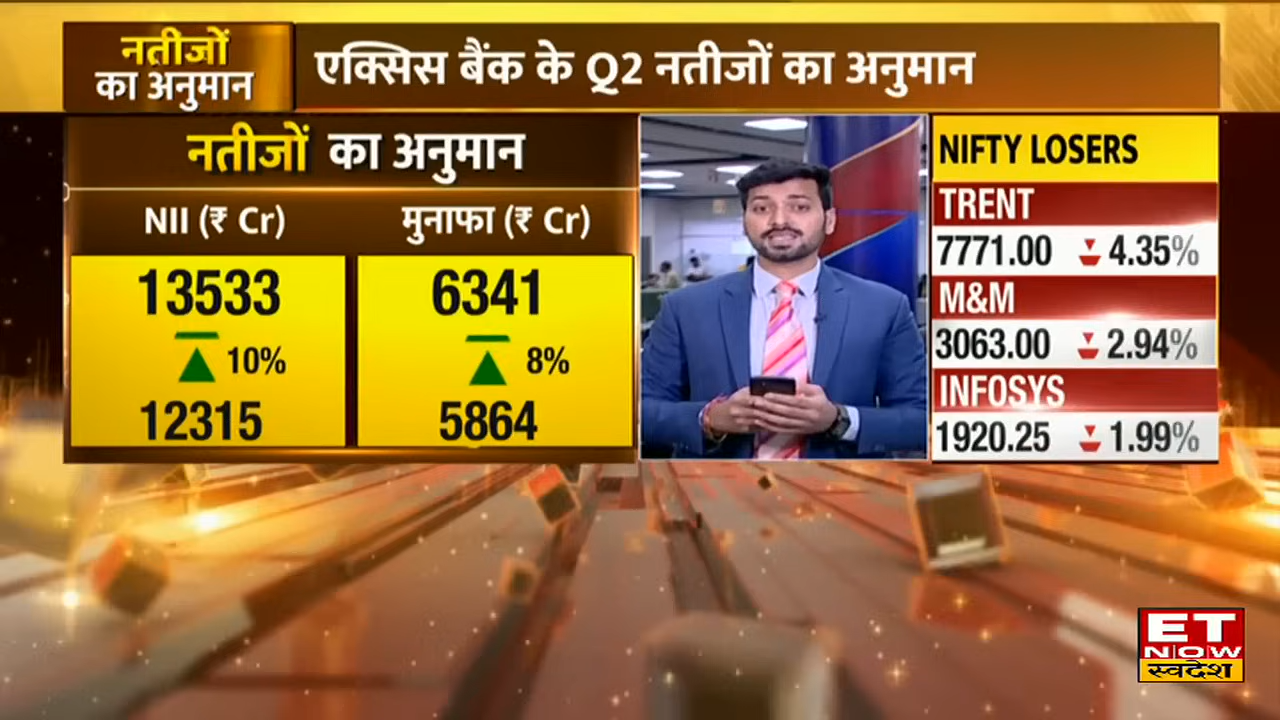 नतीजों
का अनुमान
एक्सिस बैंक के Q2 नतीजों का अनुमान
नतीजों का अनुमान
NII (₹ Cr)
मुनाफा (₹ Cr)
13533
6341
10%
8%
12315
5864
NIFTY LOSERS
TRENT
7771.00 4.35%
M&M
3063.00 2.94%
INFOSYS
1920.25 1.99%
ET
NOW
स्वदेश